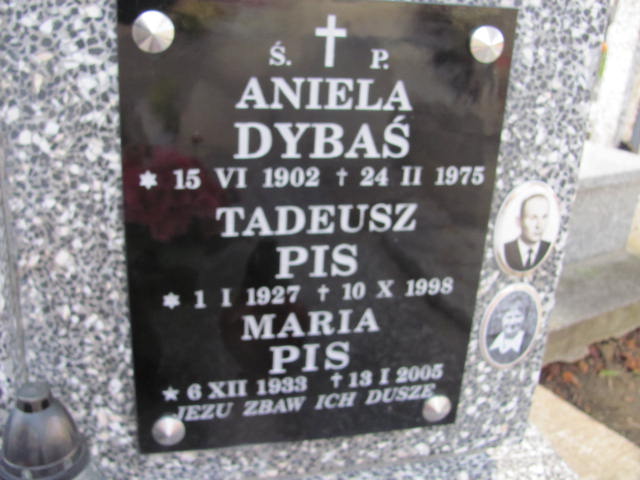 Ś. P.
ANIELA
DYBAŚ
* 15 VI 1902 † 24 II 1975
TADEUSZ
PIS
* 1 I 1927 † 10 X 1998
MARIA
PIS
* 6 XII 1933 † 13 I 2005
JEZU ZBAW ICH DUSZE